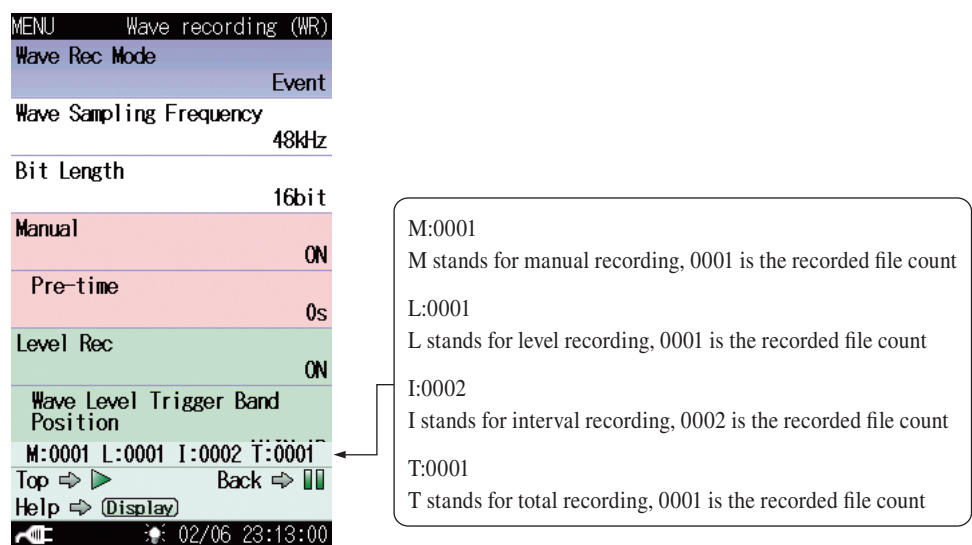 MENU Wave recording (WR)
Wave Rec Mode
Event
Wave Sampling Frequency
48kHz
Bit Length
16bit
Manual
ON
Pre-time
0s
Level Rec
ON
Wave Level Trigger Band
Position
M:0001 L:0001 I:0002 T:0001
Top ⇨ ▶ Back ⇨ ▮▮
Help ⇨ (Display)
02/06 23:13:00
M:0001
M stands for manual recording, 0001 is the recorded file count
L:0001
L stands for level recording, 0001 is the recorded file count
I:0002
I stands for interval recording, 0002 is the recorded file count
T:0001
T stands for total recording, 0001 is the recorded file count